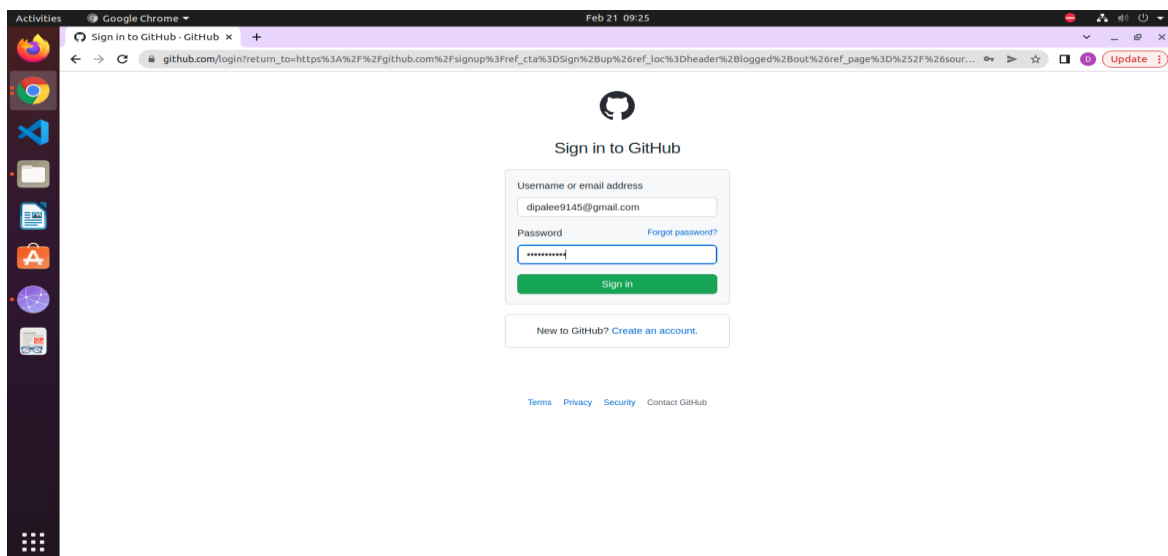 Activities Google Chrome Feb 21 09:25
Sign in to GitHub · GitHub
github.com/login?return_to=https%3A%2F%2Fgithub.com%2Fsignup%3Fref_cta%3DSign%2Bup%26ref_loc%3Dheader%2Blogged%2Bout%26ref_page%3D%252F%26sour... D Update
Sign in to GitHub
Username or email address
dipalee9145@gmail.com
Password Forgot password?
Sign in
New to GitHub? Create an account.
Terms Privacy Security Contact GitHub